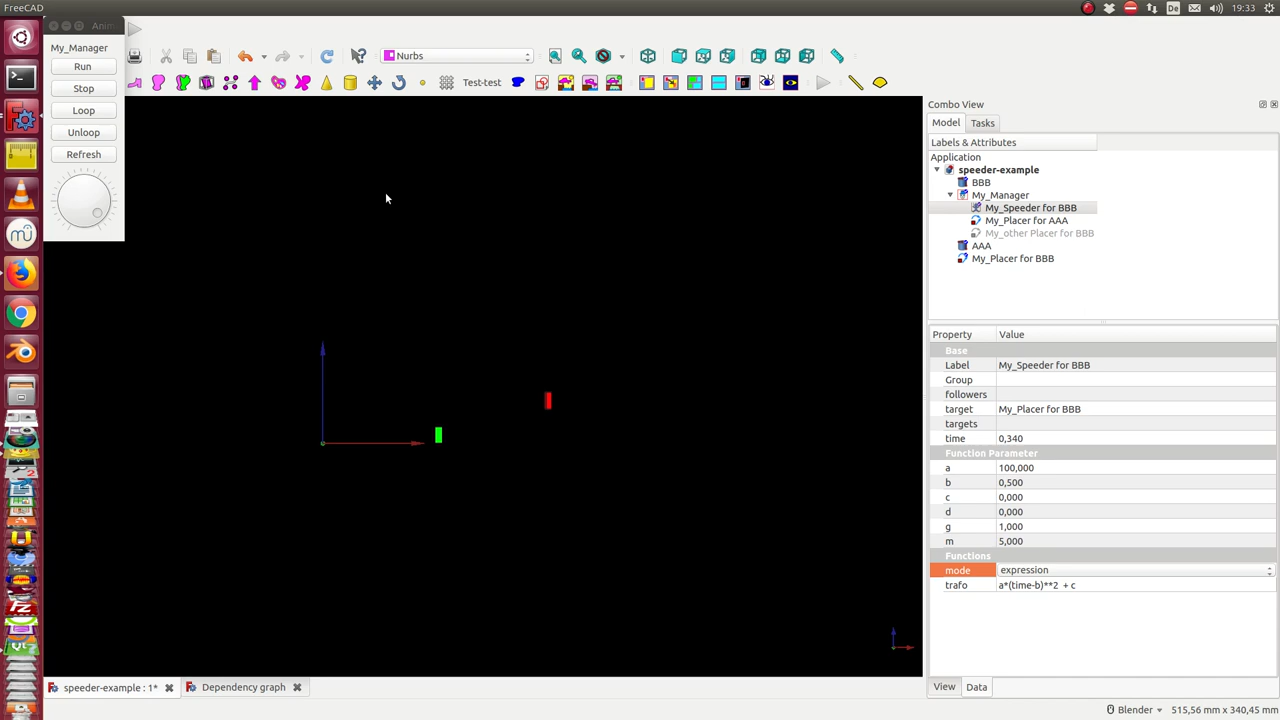 FreeCAD
De
19:33
Anim
My_Manager
Run
Stop
Loop
Unloop
Refresh
Nurbs
Test-test
Combo View
Model
Tasks
Labels & Attributes
Application
speeder-example
BBB
My_Manager
My_Speeder for BBB
My_Placer for AAA
My_other Placer for BBB
AAA
My_Placer for BBB
Property Value
Base
Label My_Speeder for BBB
Group
followers
target My_Placer for BBB
targets
time 0,340
Function Parameter
a 100,000
b 0,500
c 0,000
d 0,000
g 1,000
m 5,000
Functions
mode expression
trafo a*(time-b)**2 + c
View
Data
speeder-example : 1*
Dependency graph
Blender
515,56 mm x 340,45 mm